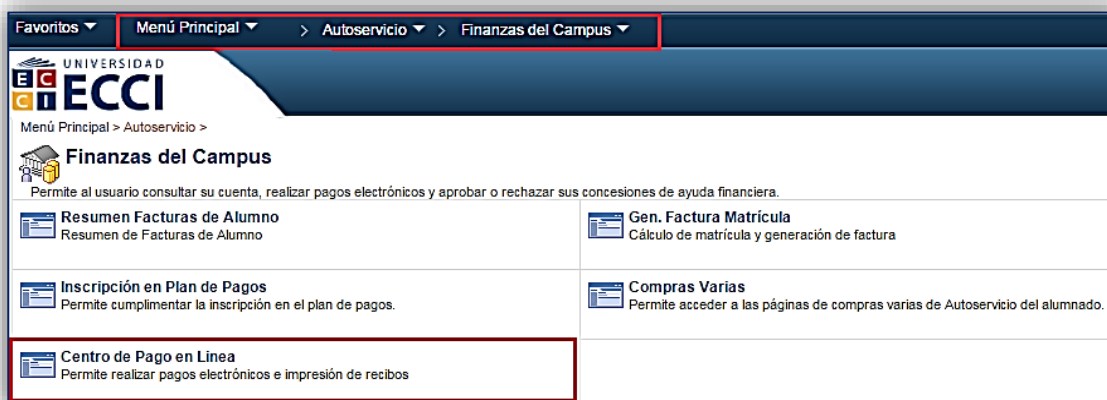 Favoritos Menú Principal > Autoservicio > Finanzas del Campus
UNIVERSIDAD
ECCI
ECCI
Menú Principal > Autoservicio >
Finanzas del Campus
Permite al usuario consultar su cuenta, realizar pagos electrónicos y aprobar o rechazar sus concesiones de ayuda financiera.
Resumen Facturas de Alumno
Resumen de Facturas de Alumno
Gen. Factura Matrícula
Cálculo de matrícula y generación de factura
Inscripción en Plan de Pagos
Permite cumplimentar la inscripción en el plan de pagos.
Compras Varias
Permite acceder a las páginas de compras varias de Autoservicio del alumnado.
Centro de Pago en Linea
Permite realizar pagos electrónicos e impresión de recibos